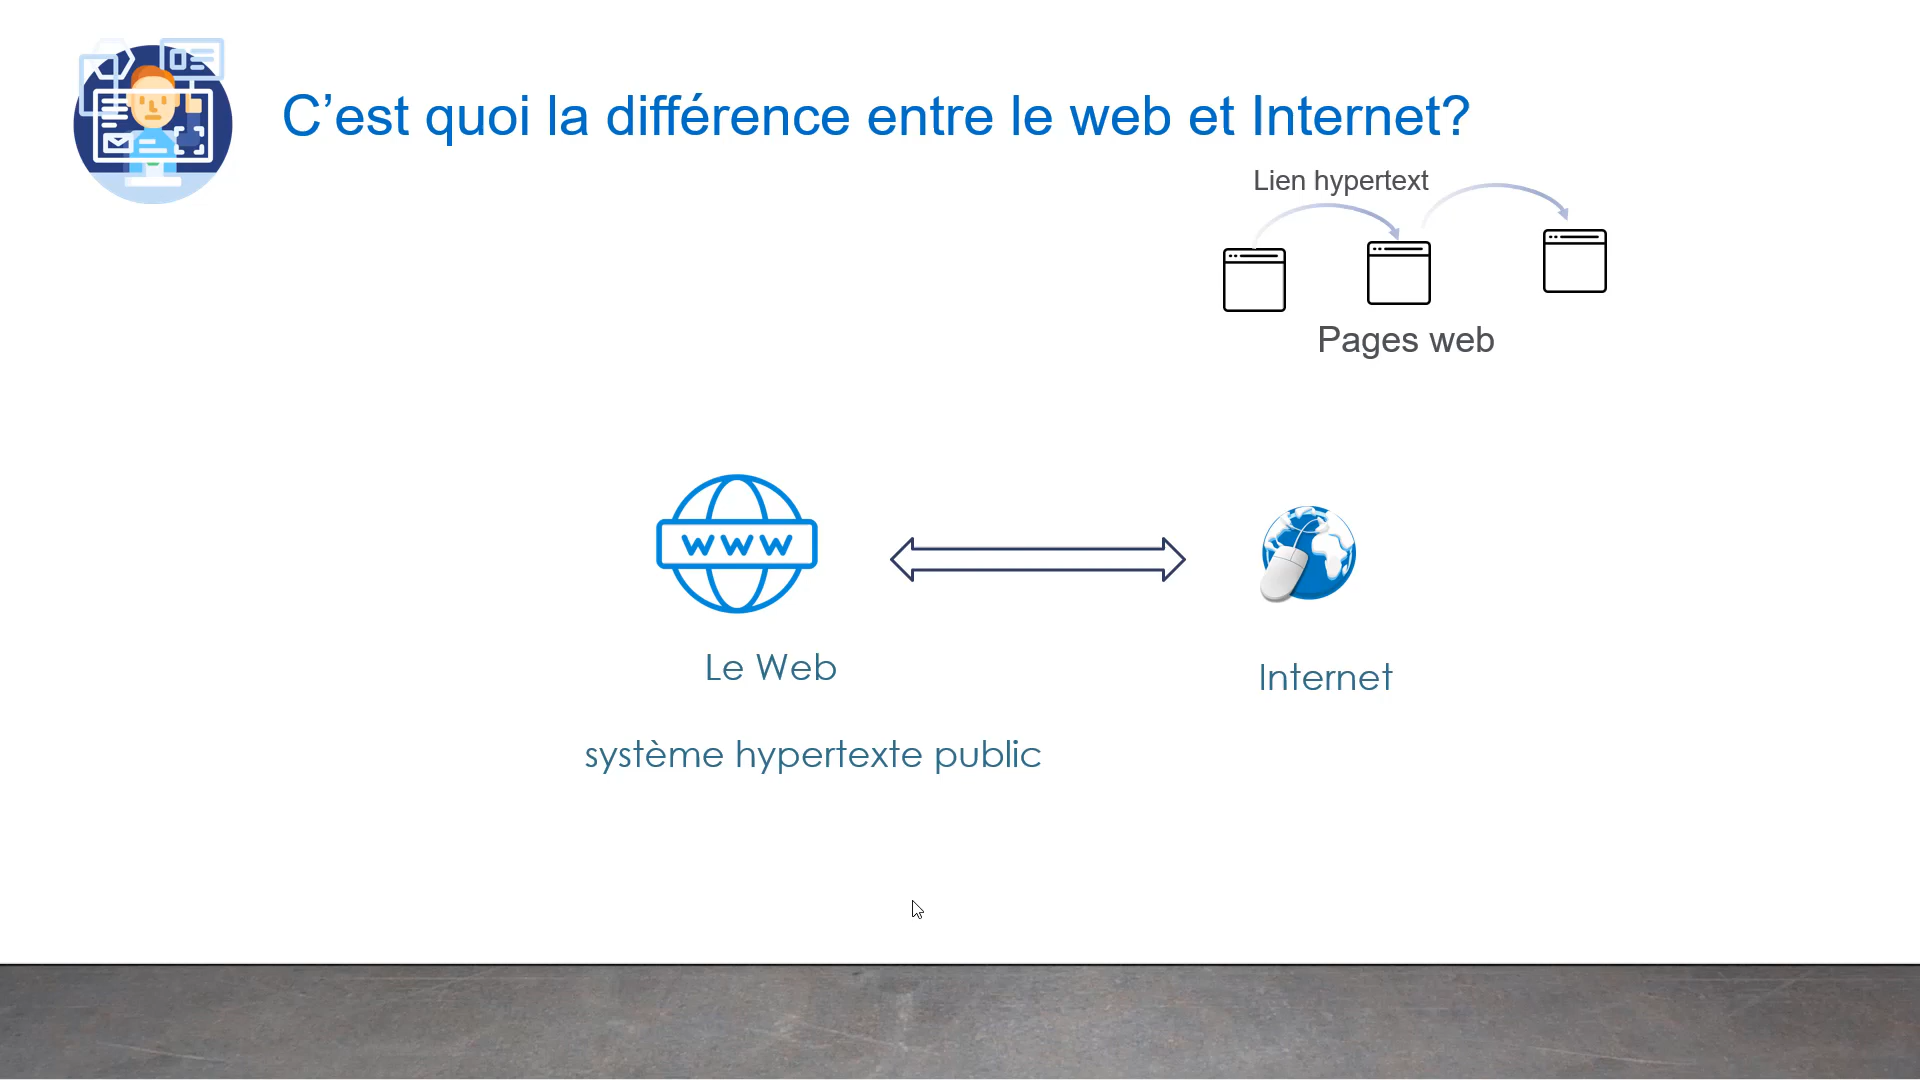 C’est quoi la différence entre le web et Internet?
Lien hypertext
Pages web
www
Le Web
Internet
système hypertexte public